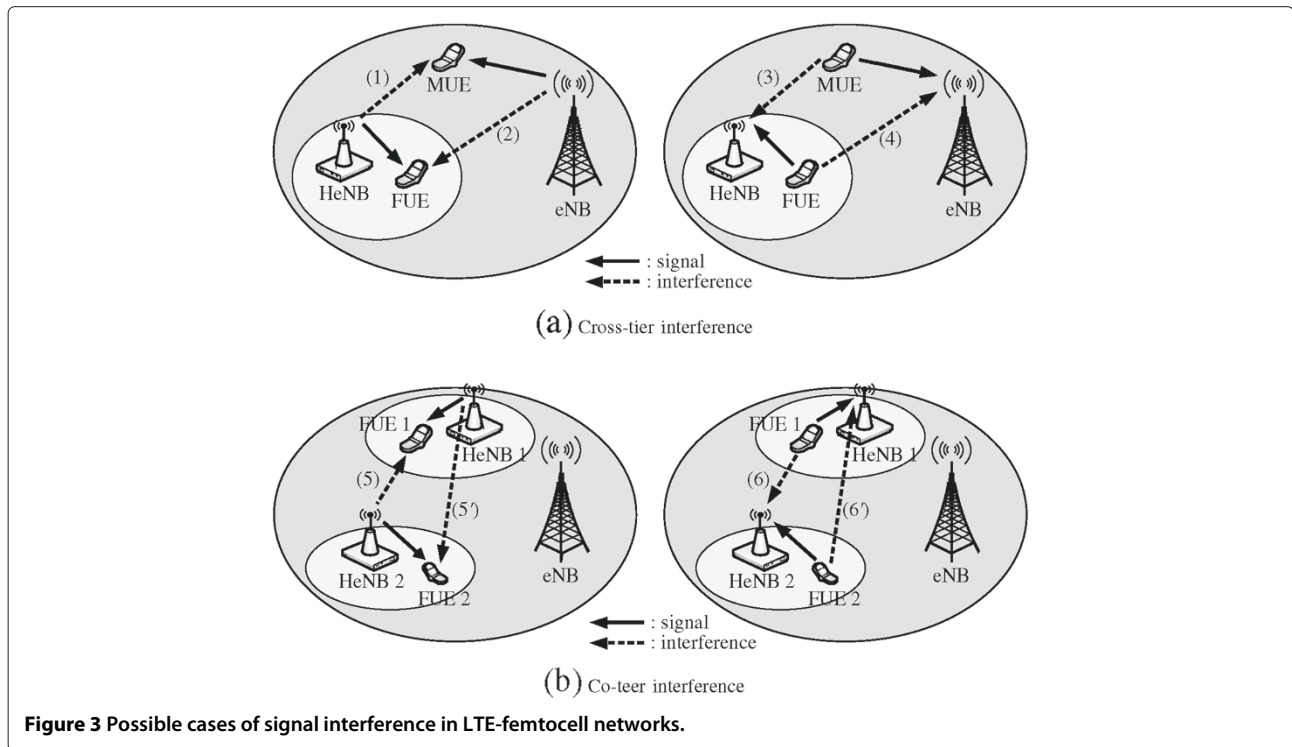 (1)
MUE
(2)
HeNB
FUE
eNB
(3)
MUE
(4)
HeNB
FUE
eNB
: signal
: interference
(a) Cross-tier interference
FUE 1
HeNB 1
(5)
(5′)
HeNB 2
FUE 2
eNB
FUE 1
HeNB 1
(6)
(6′)
HeNB 2
FUE 2
eNB
: signal
: interference
(b) Co-teer interference
Figure 3 Possible cases of signal interference in LTE-femtocell networks.